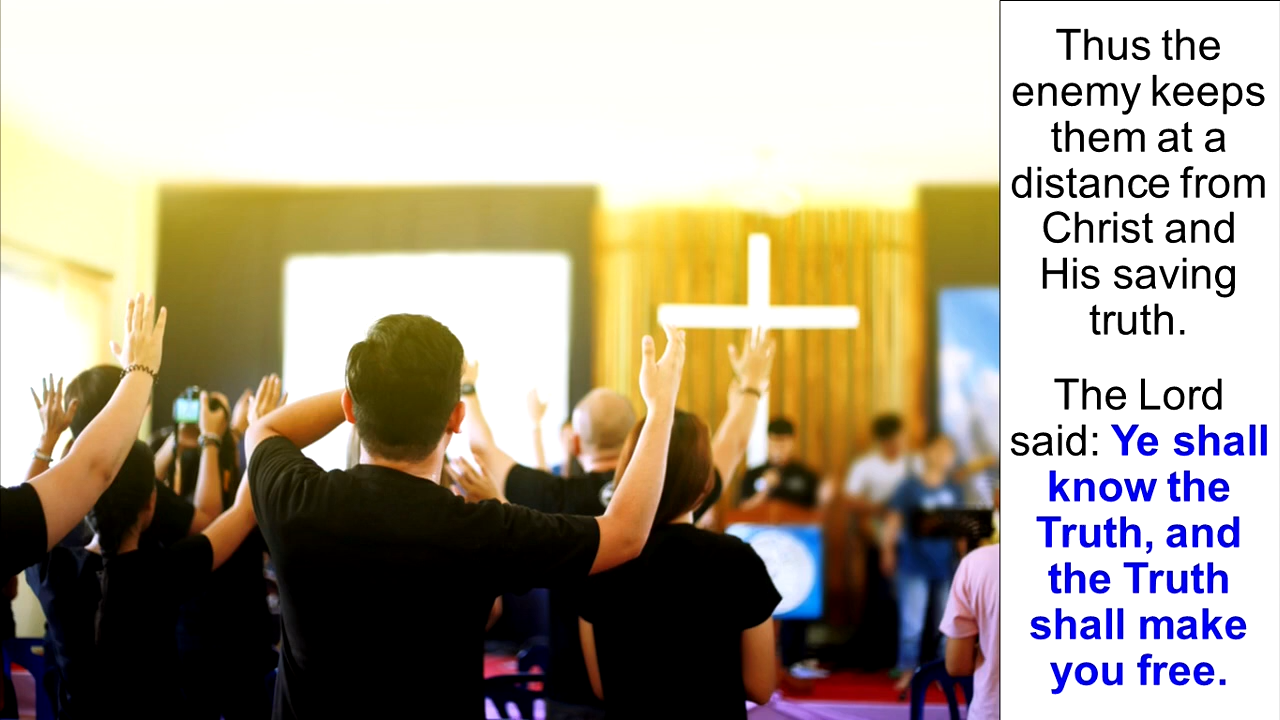 Thus the
enemy keeps
them at a
distance from
Christ and
His saving
truth.
The Lord
said: Ye shall
know the
Truth, and
the Truth
shall make
you free.